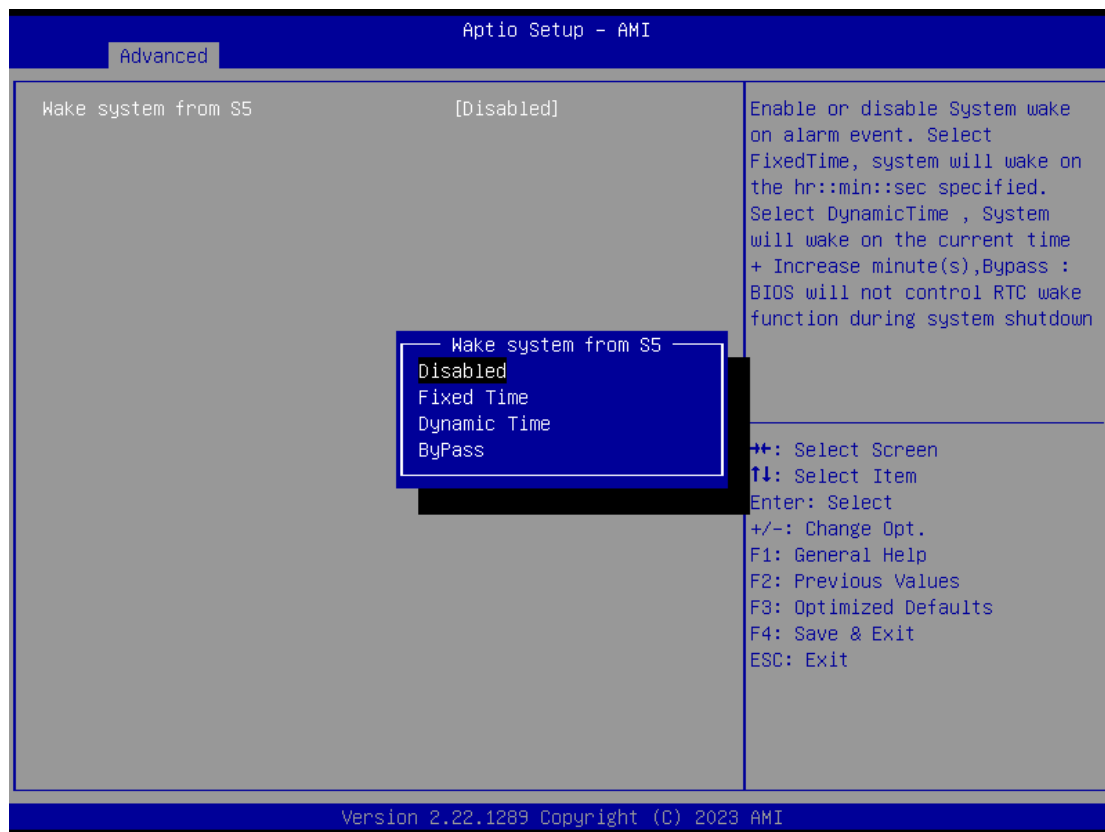 Aptio Setup – AMI
Advanced
Wake system from S5 [Disabled]
Enable or disable System wake
on alarm event. Select
FixedTime, system will wake on
the hr::min::sec specified.
Select DynamicTime , System
will wake on the current time
+ Increase minute(s),Bypass :
BIOS will not control RTC wake
function during system shutdown
Wake system from S5
Disabled
Fixed Time
Dynamic Time
ByPass
→←: Select Screen
↑↓: Select Item
Enter: Select
+/-: Change Opt.
F1: General Help
F2: Previous Values
F3: Optimized Defaults
F4: Save & Exit
ESC: Exit
Version 2.22.1289 Copyright (C) 2023 AMI